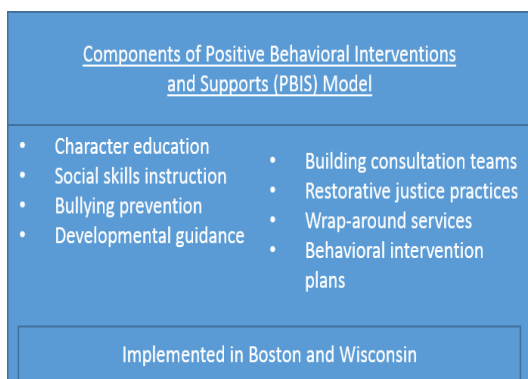 Components of Positive Behavioral Interventions
and Supports (PBIS) Model
• Character education
• Social skills instruction
• Bullying prevention
• Developmental guidance
• Building consultation teams
• Restorative justice practices
• Wrap-around services
• Behavioral intervention
plans
Implemented in Boston and Wisconsin